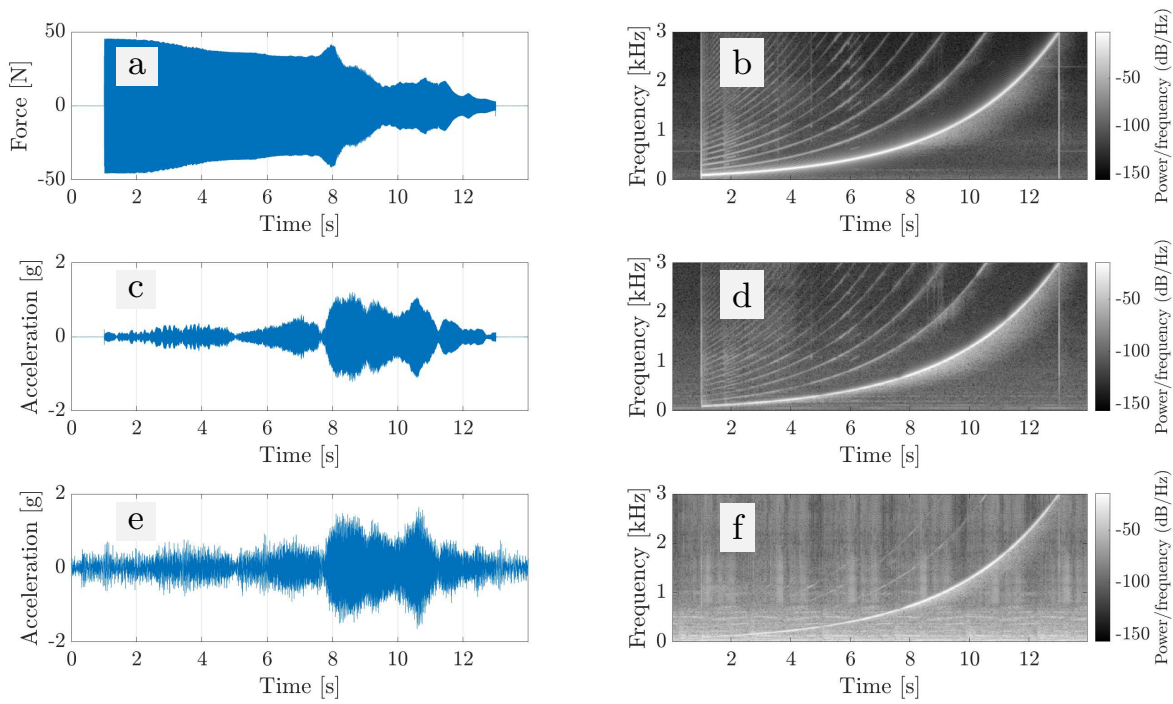 50
0
-50
Force [N]
a
0 2 4 6 8 10 12
Time [s]
3
2
1
0
Frequency [kHz]
b
2 4 6 8 10 12
Time [s]
-50
-100
-150
Power/frequency (dB/Hz)
2
0
-2
Acceleration [g]
c
0 2 4 6 8 10 12
Time [s]
3
2
1
0
Frequency [kHz]
d
2 4 6 8 10 12
Time [s]
-50
-100
-150
Power/frequency (dB/Hz)
2
0
-2
Acceleration [g]
e
0 2 4 6 8 10 12
Time [s]
3
2
1
0
Frequency [kHz]
f
2 4 6 8 10 12
Time [s]
-50
-100
-150
Power/frequency (dB/Hz)